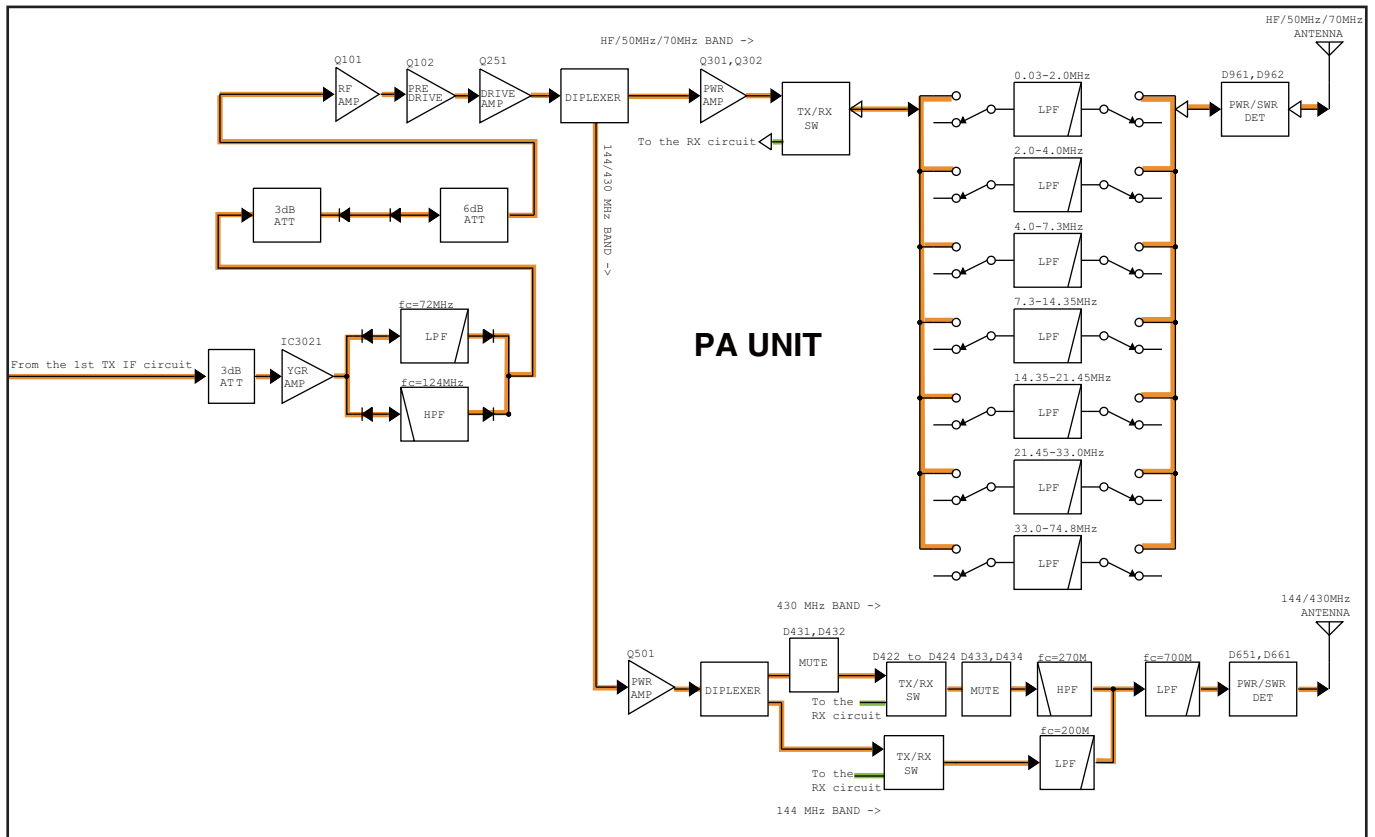 HF/50MHz/70MHz
ANTENNA
HF/50MHz/70MHz BAND ->
Q101
RF
AMP
Q102
PRE
DRIVE
Q251
DRIVE
AMP
DIPLEXER
Q301,Q302
PWR
AMP
TX/RX
SW
To the RX circuit
0.03-2.0MHz
LPF
2.0-4.0MHz
LPF
4.0-7.3MHz
LPF
7.3-14.35MHz
LPF
14.35-21.45MHz
LPF
21.45-33.0MHz
LPF
33.0-74.8MHz
LPF
D961,D962
PWR/SWR
DET
144/430 MHz BAND ->
3dB
ATT
6dB
ATT
fc=72MHz
LPF
From the 1st TX IF circuit
3dB
ATT
IC3021
YGR
AMP
fc=124MHz
HPF
PA UNIT
430 MHz BAND ->
144/430MHz
ANTENNA
Q501
PWR
AMP
DIPLEXER
D431,D432
MUTE
D422 to D424
TX/RX
SW
To the
RX circuit
D433,D434
MUTE
fc=270M
HPF
fc=700M
LPF
D651,D661
PWR/SWR
DET
TX/RX
SW
To the
RX circuit
fc=200M
LPF
144 MHz BAND ->